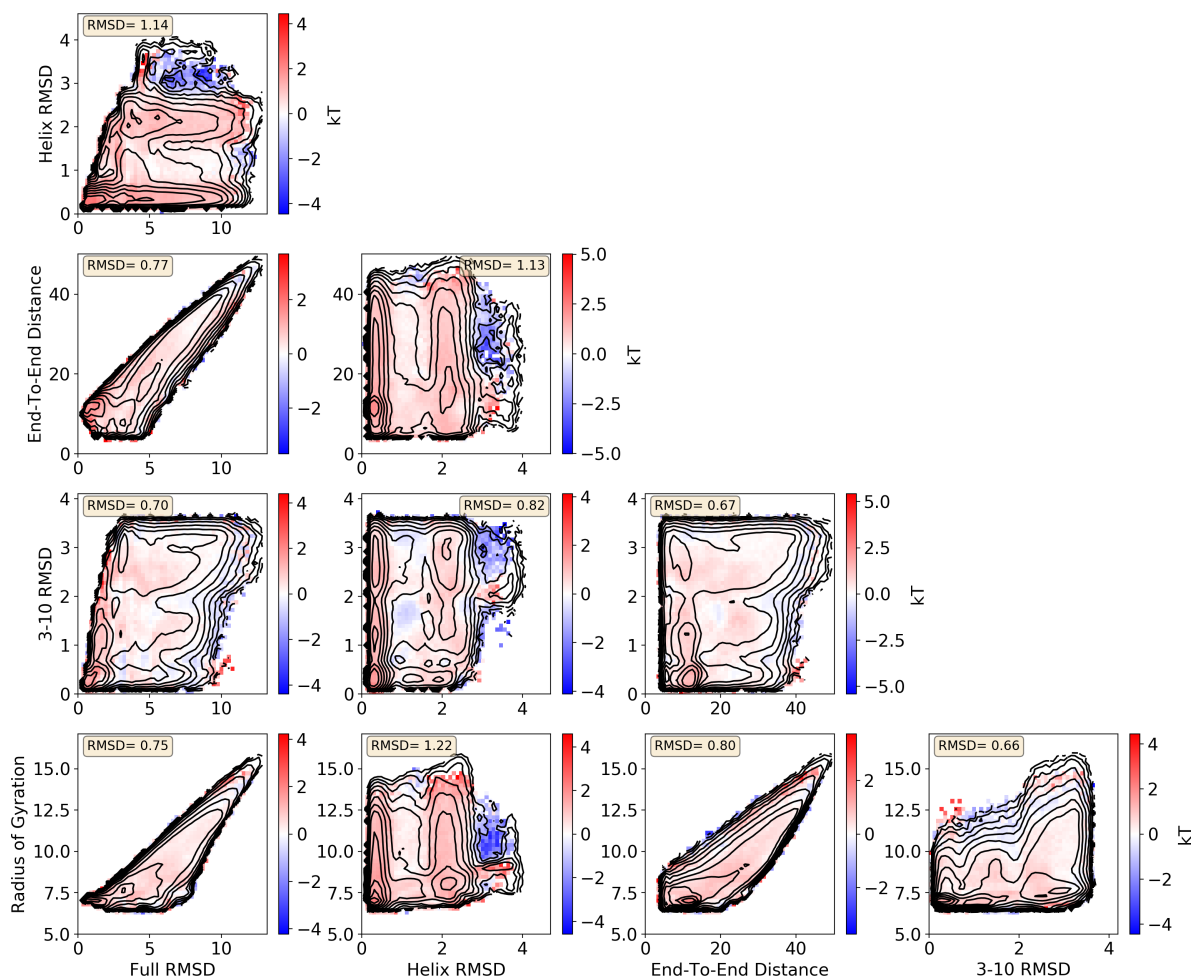 RMSD= 1.14
Helix RMSD
4
3
2
1
0
0 5 10
4
2
0
−2
−4
kT
RMSD= 0.77
End-To-End Distance
40
20
0
0 5 10
2
0
−2
RMSD= 1.13
40
20
0
0 2 4
5.0
2.5
0.0
−2.5
−5.0
kT
RMSD= 0.70
3-10 RMSD
4
3
2
1
0
0 5 10
4
2
0
−2
−4
RMSD= 0.82
4
3
2
1
0
0 2 4
4
2
0
−2
−4
RMSD= 0.67
4
3
2
1
0
0 20 40
5.0
2.5
0.0
−2.5
−5.0
kT
RMSD= 0.75
Radius of Gyration
15.0
12.5
10.0
7.5
5.0
0 5 10
Full RMSD
4
2
0
−2
−4
RMSD= 1.22
15.0
12.5
10.0
7.5
5.0
0 2 4
Helix RMSD
4
2
0
−2
−4
RMSD= 0.80
15.0
12.5
10.0
7.5
5.0
0 20 40
End-To-End Distance
2
0
−2
RMSD= 0.66
15.0
12.5
10.0
7.5
5.0
0 2 4
3-10 RMSD
4
2
0
−2
−4
kT